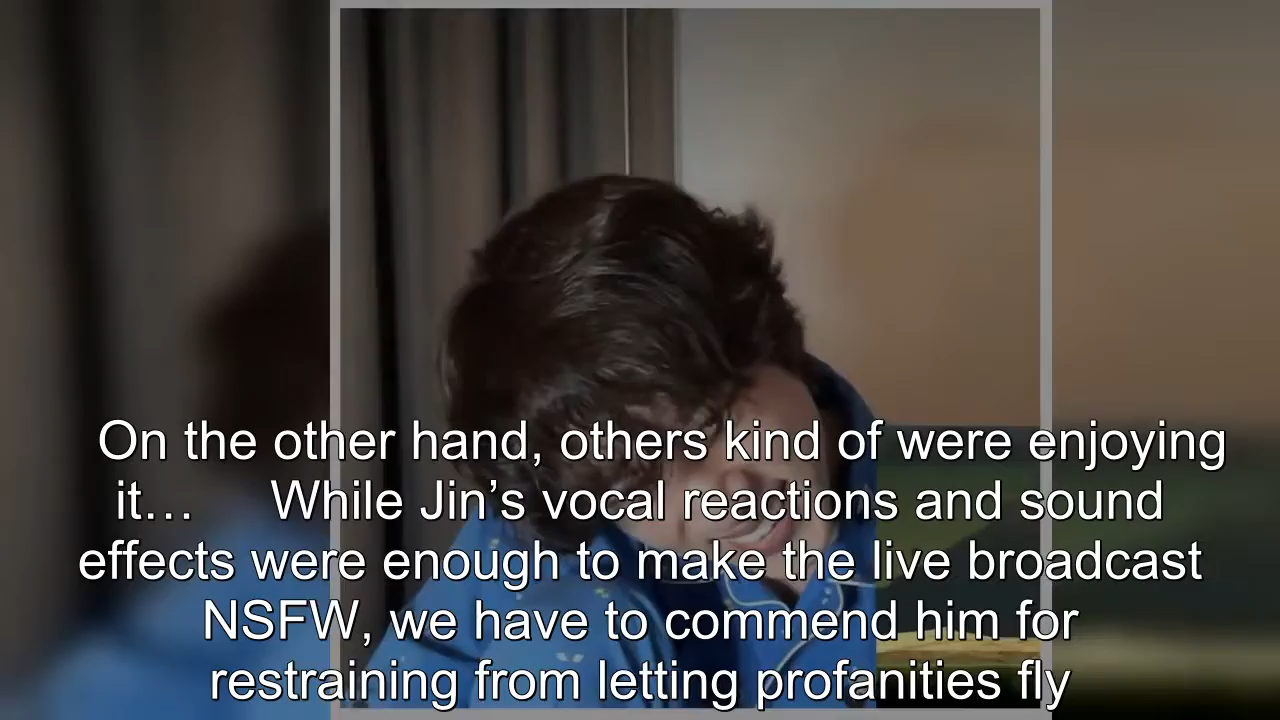 On the other hand, others kind of were enjoying
it… While Jin’s vocal reactions and sound
effects were enough to make the live broadcast
NSFW, we have to commend him for
restraining from letting profanities fly